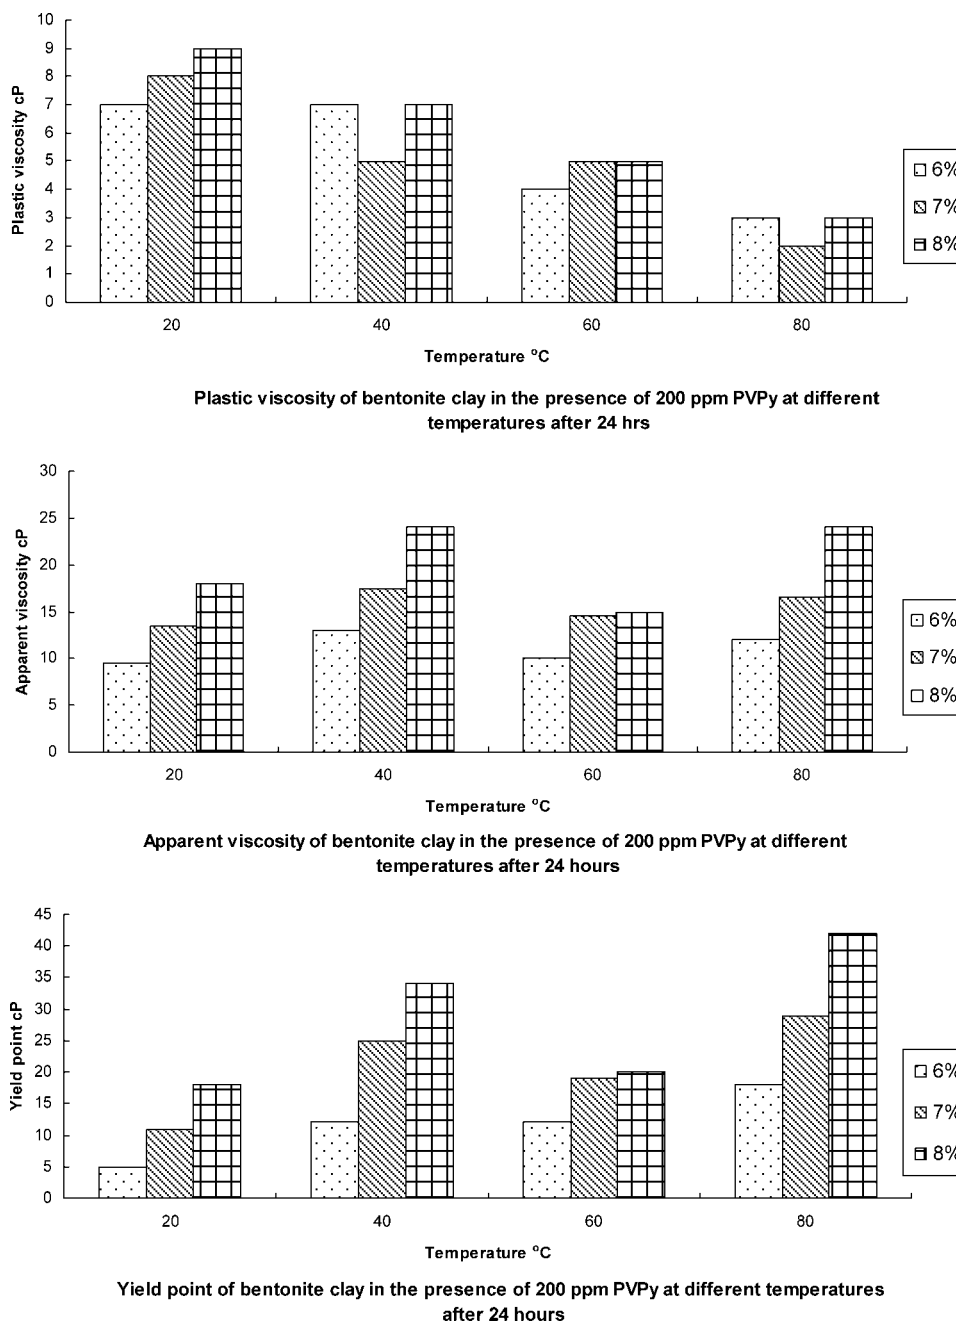 10
9
8
7
6
5
4
3
2
1
0
Plastic viscosity cP
20 40 60 80
Temperature °C
6%
7%
8%
Plastic viscosity of bentonite clay in the presence of 200 ppm PVPy at different
temperatures after 24 hrs
30
25
20
15
10
5
0
Apparent viscosity cP
20 40 60 80
Temperature °C
6%
7%
8%
Apparent viscosity of bentonite clay in the presence of 200 ppm PVPy at different
temperatures after 24 hours
45
40
35
30
25
20
15
10
5
0
Yield point cP
20 40 60 80
Temperature °C
6%
7%
8%
Yield point of bentonite clay in the presence of 200 ppm PVPy at different temperatures
after 24 hours